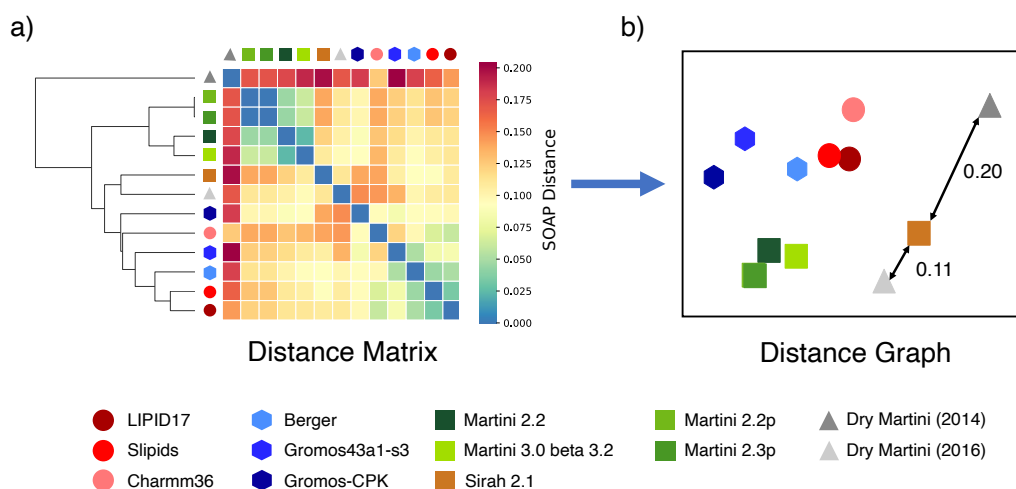 a)
b)
0.200
0.175
0.150
0.125
0.100
0.075
0.050
0.025
0.000
SOAP Distance
0.20
0.11
Distance Matrix
Distance Graph
LIPID17
Berger
Martini 2.2
Martini 2.2p
Dry Martini (2014)
Slipids
Gromos43a1-s3
Martini 3.0 beta 3.2
Martini 2.3p
Dry Martini (2016)
Charmm36
Gromos-CPK
Sirah 2.1